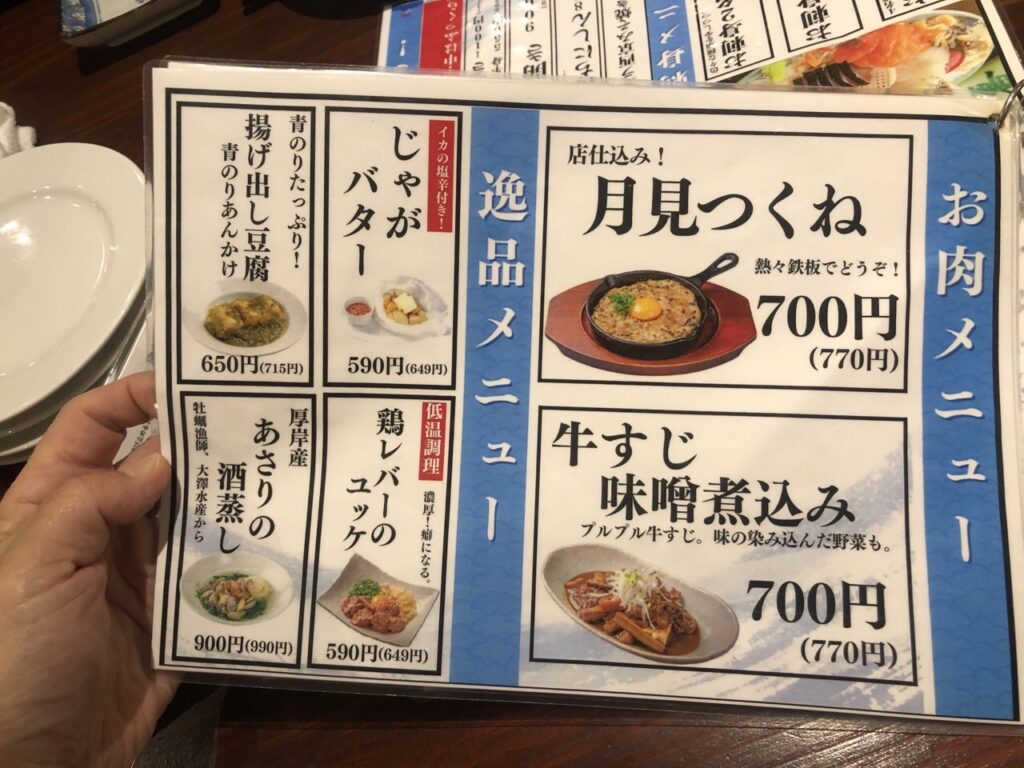 お肉メニュー
店仕込み！
月見つくね
熱々鉄板でどうぞ！
700円
(770円)
牛すじ
味噌煮込み
プルプル牛すじ。味の染み込んだ野菜も。
700円
(770円)
逸品メニュー
イカの塩辛付き！
じゃが
バター
590円(649円)
青のりたっぷり！
揚げ出し豆腐
青のりあんかけ
650円(715円)
低温調理
濃厚！癖になる。
鶏レバーの
ユッケ
590円(649円)
厚岸産
あさりの
酒蒸し
牡蠣漁師、大澤水産から
900円(990円)
お刺身